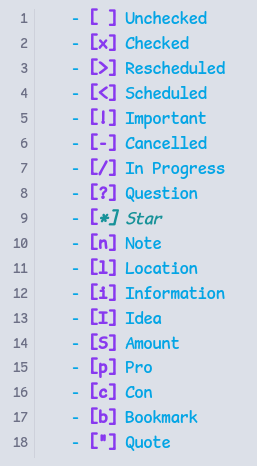 1 - [ ] Unchecked
2 - [x] Checked
3 - [>] Rescheduled
4 - [<] Scheduled
5 - [!] Important
6 - [-] Cancelled
7 - [/] In Progress
8 - [?] Question
9 - [*] Star
10 - [n] Note
11 - [l] Location
12 - [i] Information
13 - [I] Idea
14 - [S] Amount
15 - [p] Pro
16 - [c] Con
17 - [b] Bookmark
18 - ["] Quote